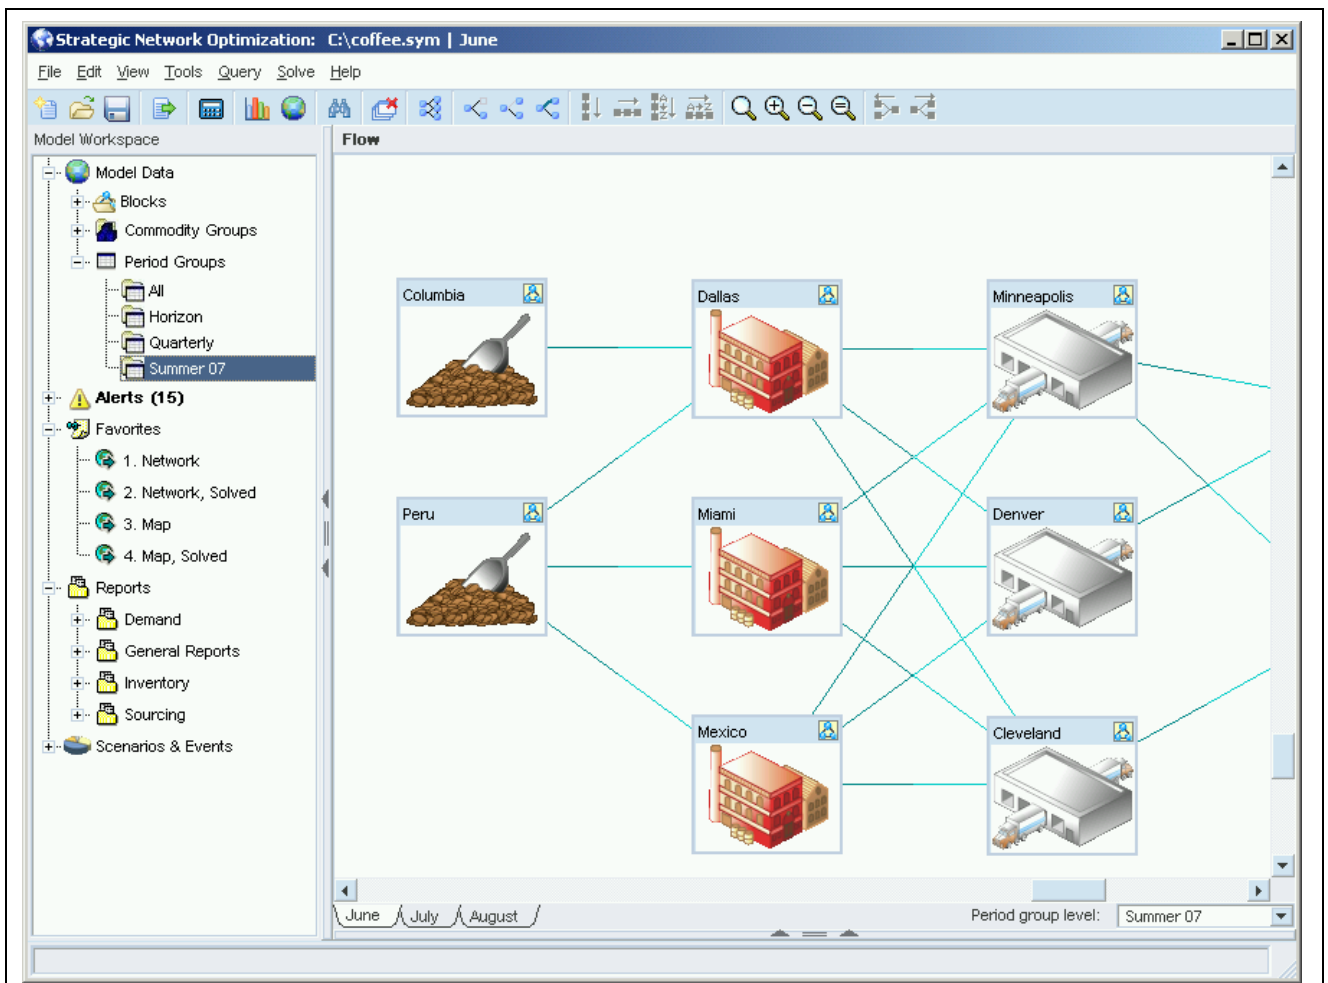 Strategic Network Optimization: C:\coffee.sym | June
File Edit View Tools Query Solve Help
Model Workspace
Flow
Model Data
Blocks
Commodity Groups
Period Groups
All
Horizon
Quarterly
Summer 07
Alerts (15)
Favorites
1. Network
2. Network, Solved
3. Map
4. Map, Solved
Reports
Demand
General Reports
Inventory
Sourcing
Scenarios & Events
Columbia
Dallas
Minneapolis
Peru
Miami
Denver
Mexico
Cleveland
June July August
Period group level: Summer 07